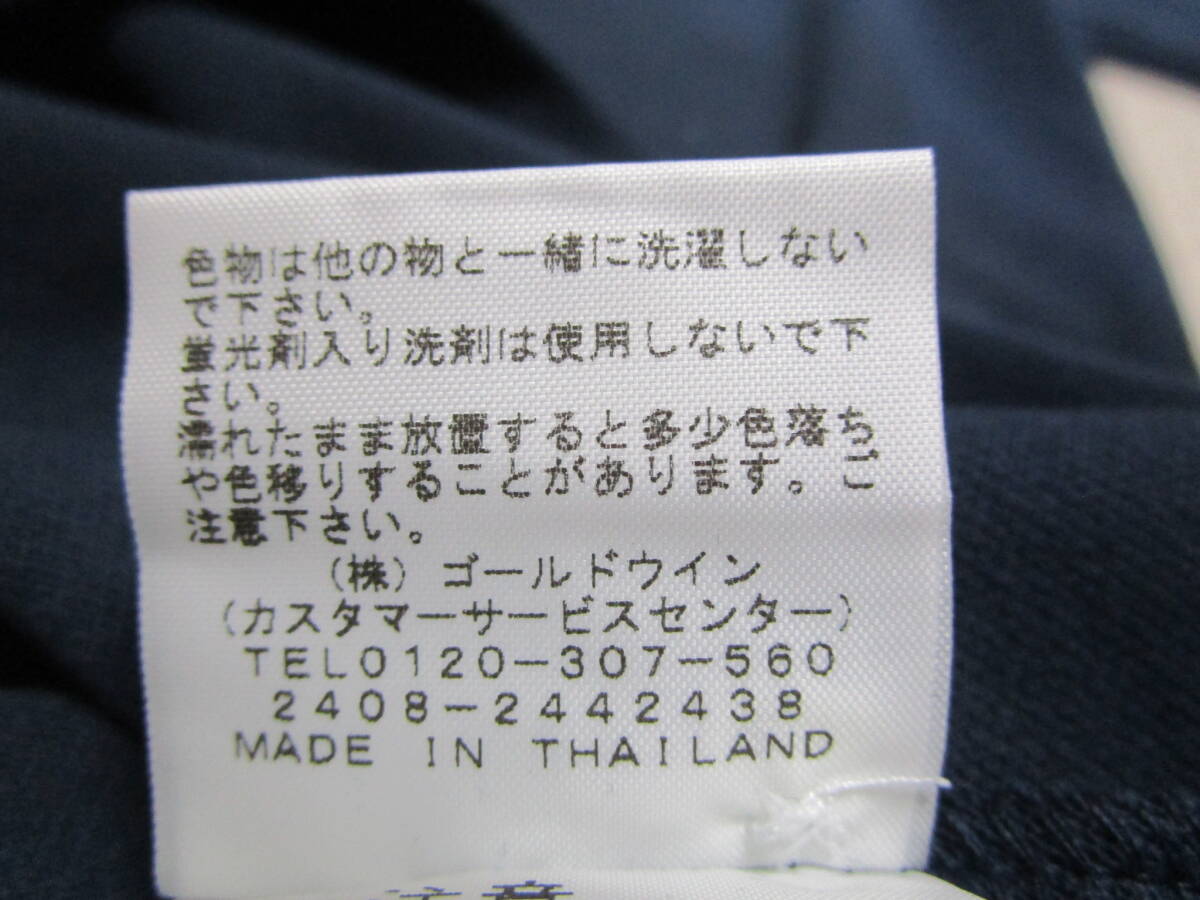 色物は他の物と一緒に洗濯しない
で下さい。
蛍光剤入り洗剤は使用しないで下
さい。
濡れたまま放置すると多少色落ち
や色移りすることがあります。ご
注意下さい。
(株) ゴールドウイン
(カスタマーサービスセンター)
TEL0120-307-560
2408-2442438
MADE IN THAILAND